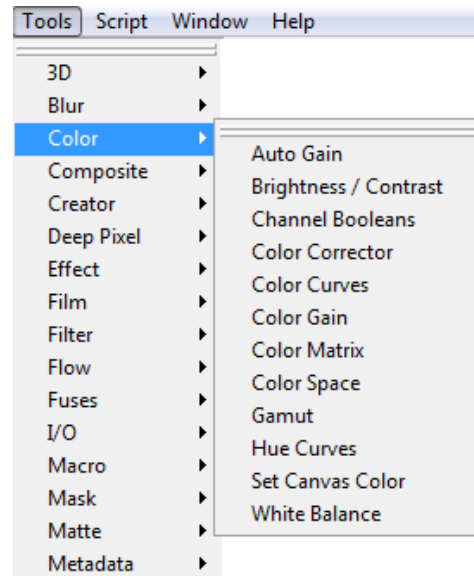 Tools Script Window Help
3D
Blur
Color
Composite
Creator
Deep Pixel
Effect
Film
Filter
Flow
Fuses
I/O
Macro
Mask
Matte
Metadata
Auto Gain
Brightness / Contrast
Channel Booleans
Color Corrector
Color Curves
Color Gain
Color Matrix
Color Space
Gamut
Hue Curves
Set Canvas Color
White Balance